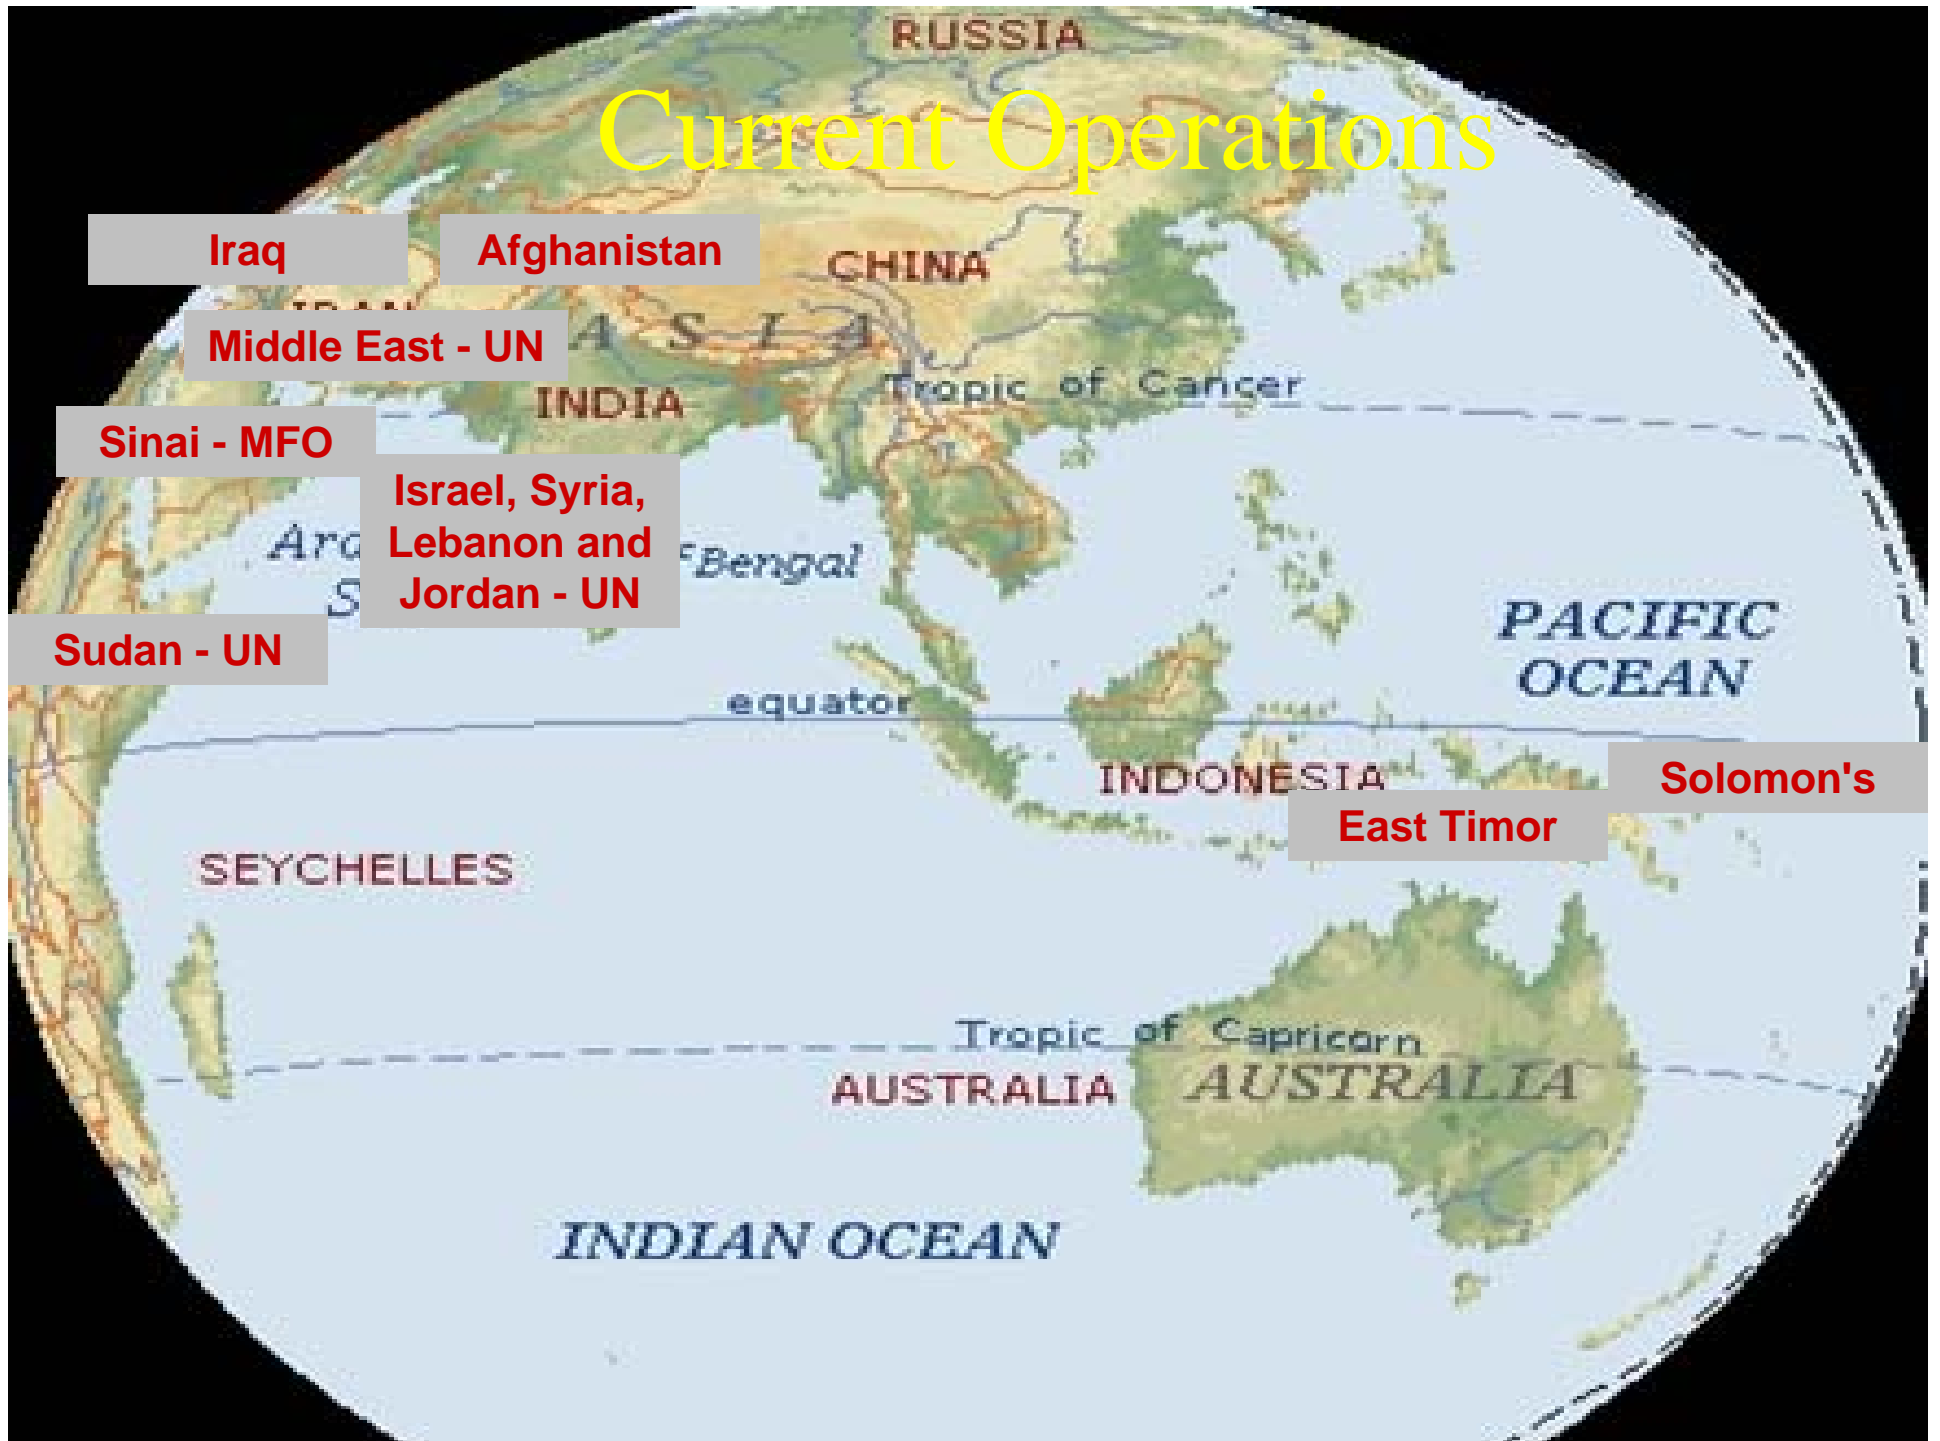 RUSSIA
Current Operations
Iraq
Afghanistan
CHINA
IRAN
Middle East - UN
ASIA
Tropic of Cancer
INDIA
Sinai - MFO
Israel, Syria,
Lebanon and
Jordan - UN
Bengal
PACIFIC
OCEAN
Sudan - UN
equator
INDONESIA
Solomon's
East Timor
SEYCHELLES
Tropic of Capricorn
AUSTRALIA
AUSTRALIA
INDIAN OCEAN